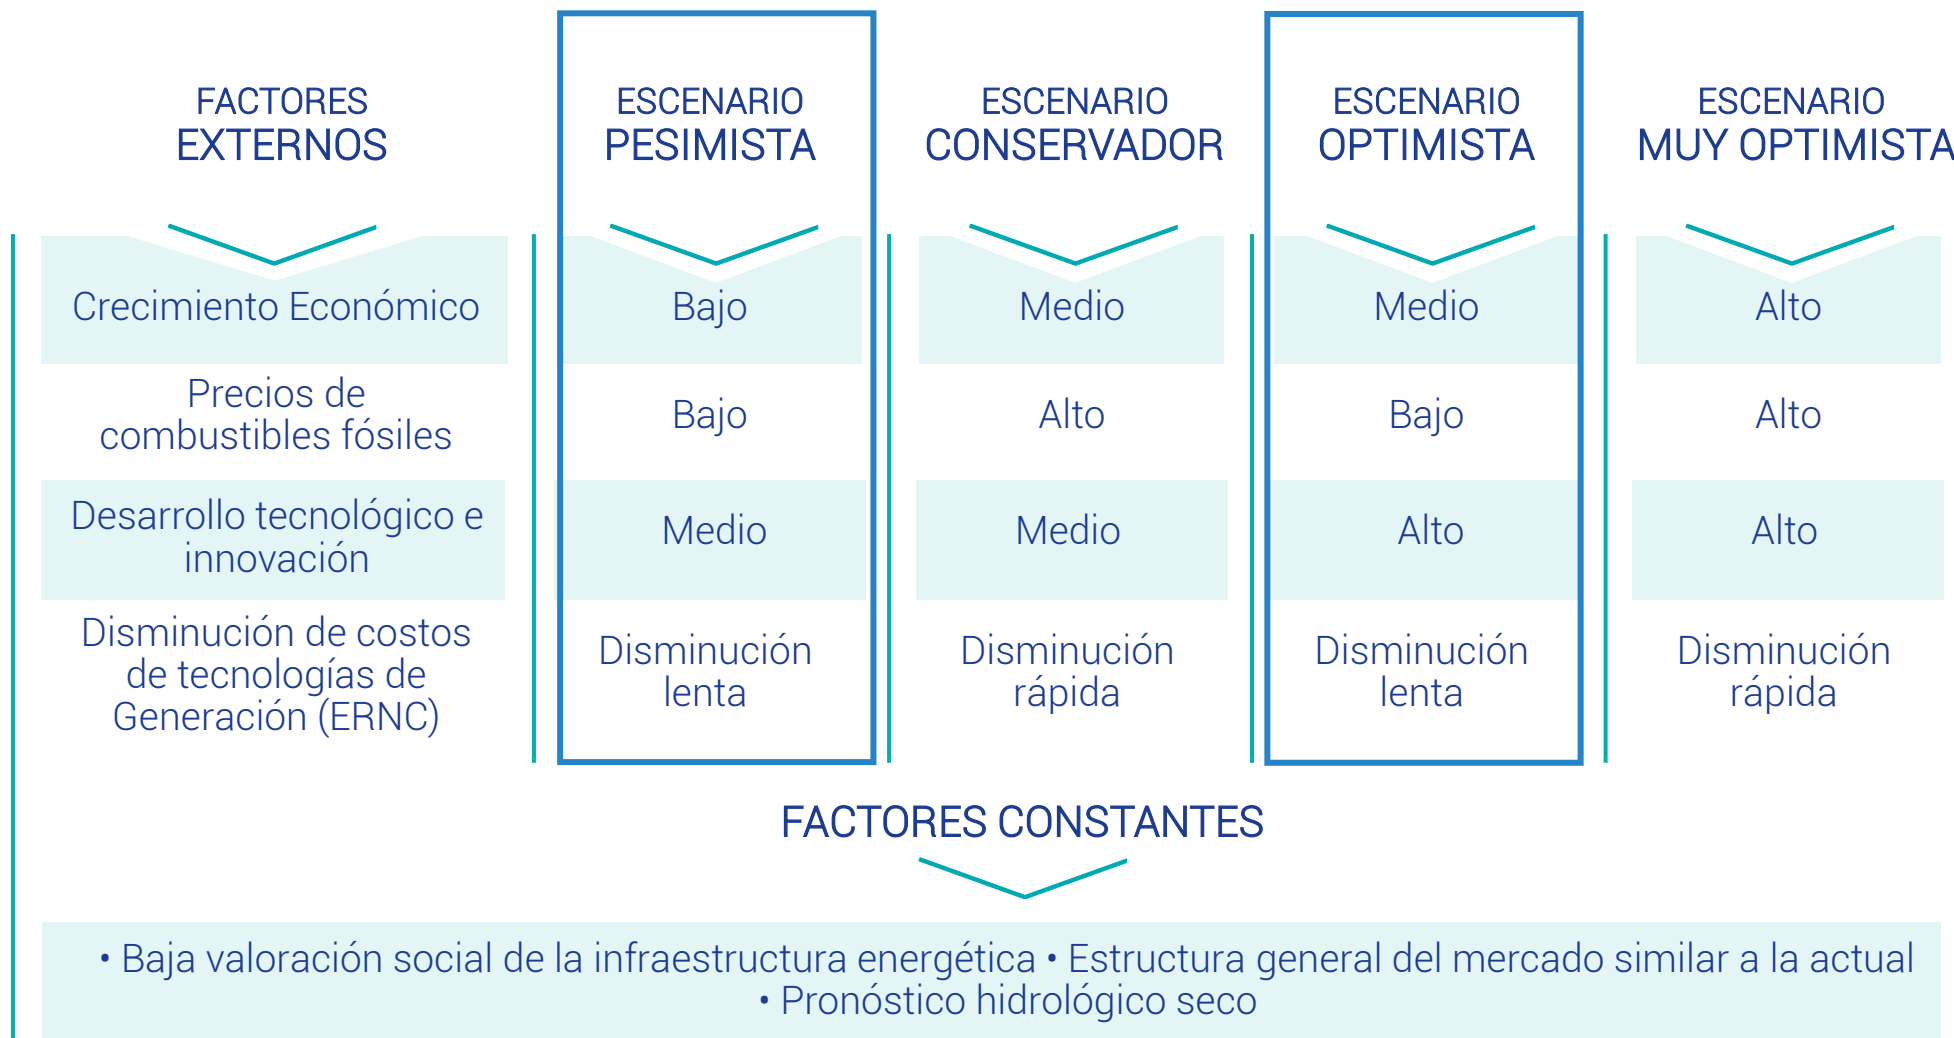 FACTORES
EXTERNOS
ESCENARIO
PESIMISTA
ESCENARIO
CONSERVADOR
ESCENARIO
OPTIMISTA
ESCENARIO
MUY OPTIMISTA
Crecimiento Económico
Bajo
Medio
Medio
Alto
Precios de
combustibles fósiles
Bajo
Alto
Bajo
Alto
Desarrollo tecnológico e
innovación
Medio
Medio
Alto
Alto
Disminución de costos
de tecnologías de
Generación (ERNC)
Disminución
lenta
Disminución
rápida
Disminución
lenta
Disminución
rápida
FACTORES CONSTANTES
• Baja valoración social de la infraestructura energética • Estructura general del mercado similar a la actual
• Pronóstico hidrológico seco